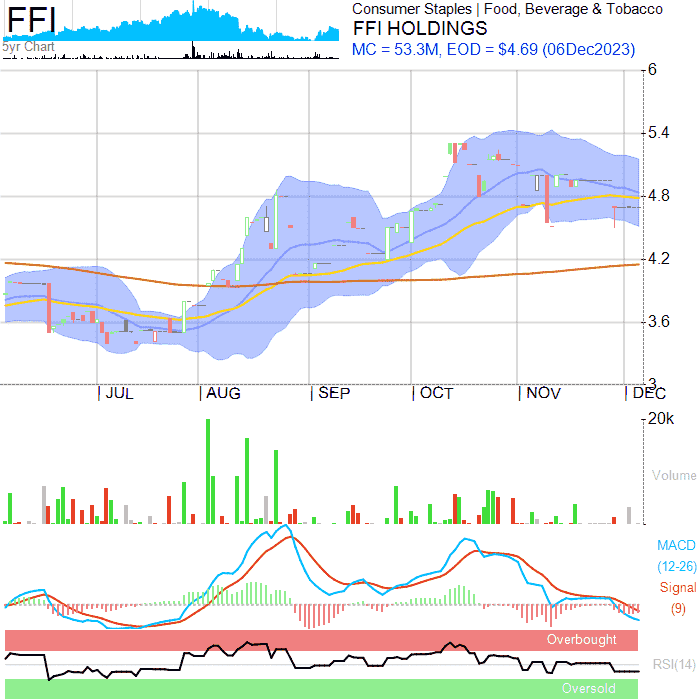 FFI
5yr Chart
Consumer Staples | Food, Beverage & Tobacco
FFI HOLDINGS
MC = 53.3M, EOD = $4.69 (06Dec2023)
6
5.4
4.8
4.2
3.6
3
JUL AUG SEP OCT NOV DEC
20k
Volume
MACD
(12-26)
Signal
(9)
Overbought
RSI(14)
Oversold